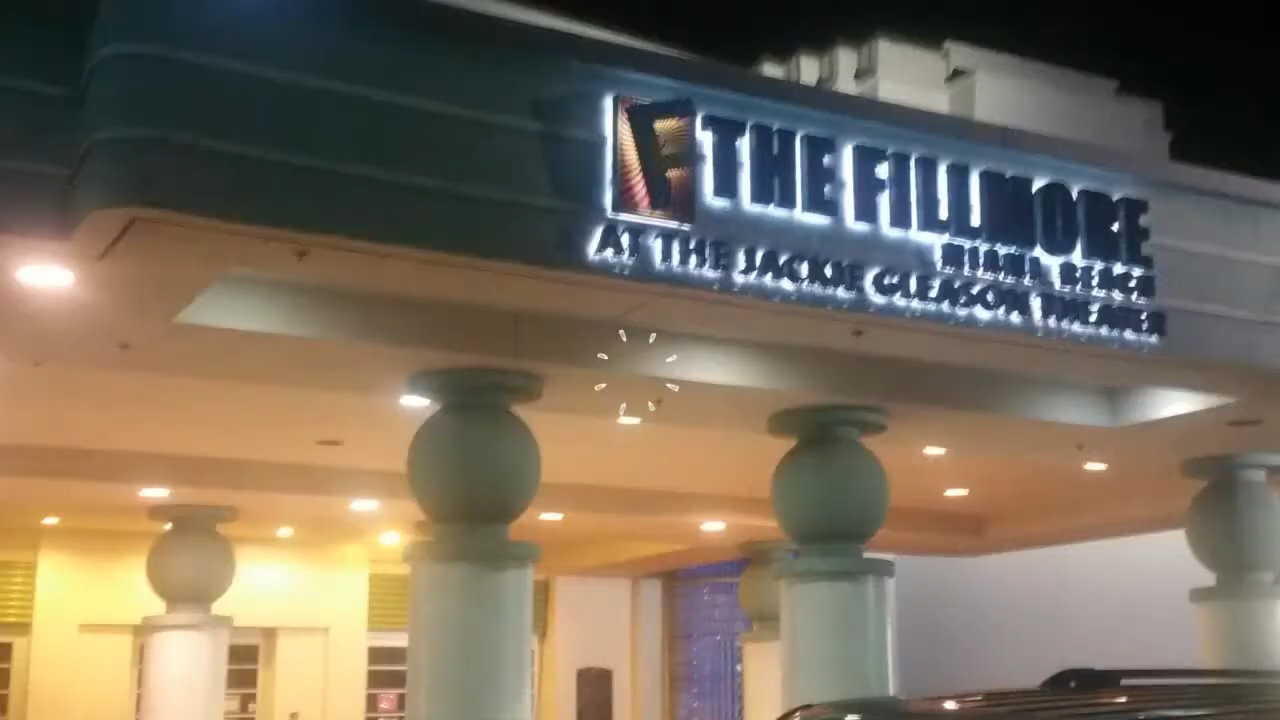 F THE FILLMORE
MIAMI BEACH
AT THE JACKIE GLEASON THEATER